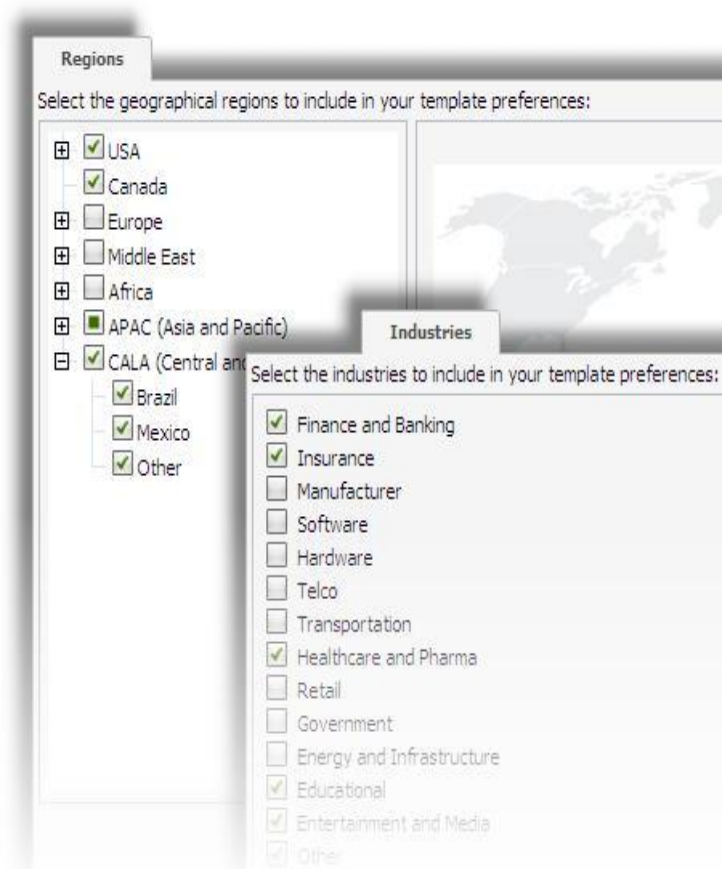 Regions
Select the geographical regions to include in your template preferences:
USA
Canada
Europe
Middle East
Africa
APAC (Asia and Pacific)
CALA (Central and
Brazil
Mexico
Other
Industries
Select the industries to include in your template preferences:
Finance and Banking
Insurance
Manufacturer
Software
Hardware
Telco
Transportation
Healthcare and Pharma
Retail
Government
Energy and Infrastructure
Educational
Entertainment and Media
Other